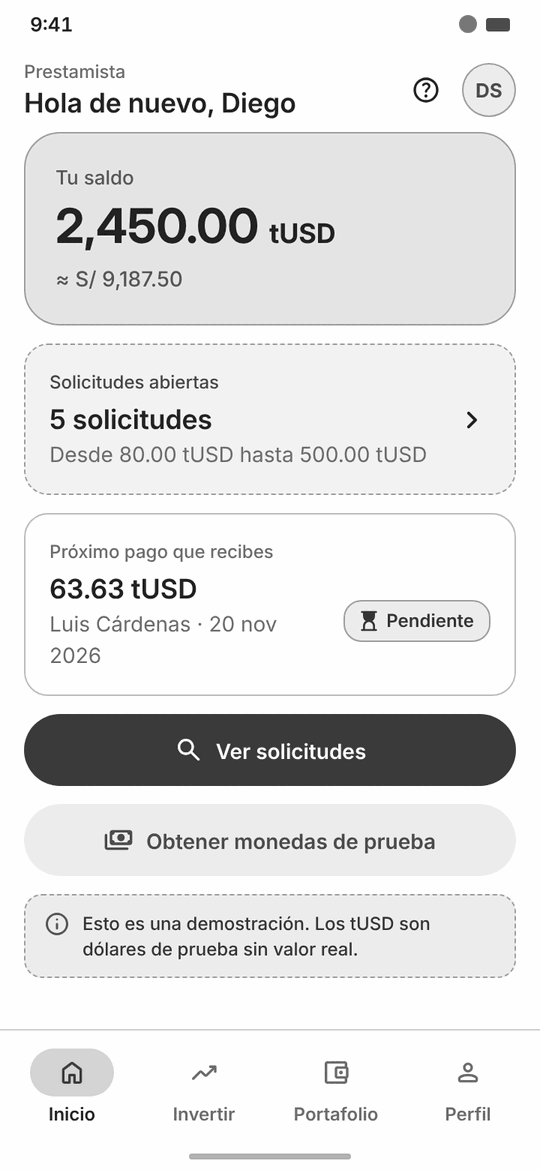 9:41
Prestamista
Hola de nuevo, Diego
DS
Tu saldo
2,450.00 tUSD
≈ S/ 9,187.50
Solicitudes abiertas
5 solicitudes
Desde 80.00 tUSD hasta 500.00 tUSD
Próximo pago que recibes
63.63 tUSD
Luis Cárdenas · 20 nov
2026
Pendiente
Ver solicitudes
Obtener monedas de prueba
Esto es una demostración. Los tUSD son
dólares de prueba sin valor real.
Inicio
Invertir
Portafolio
Perfil